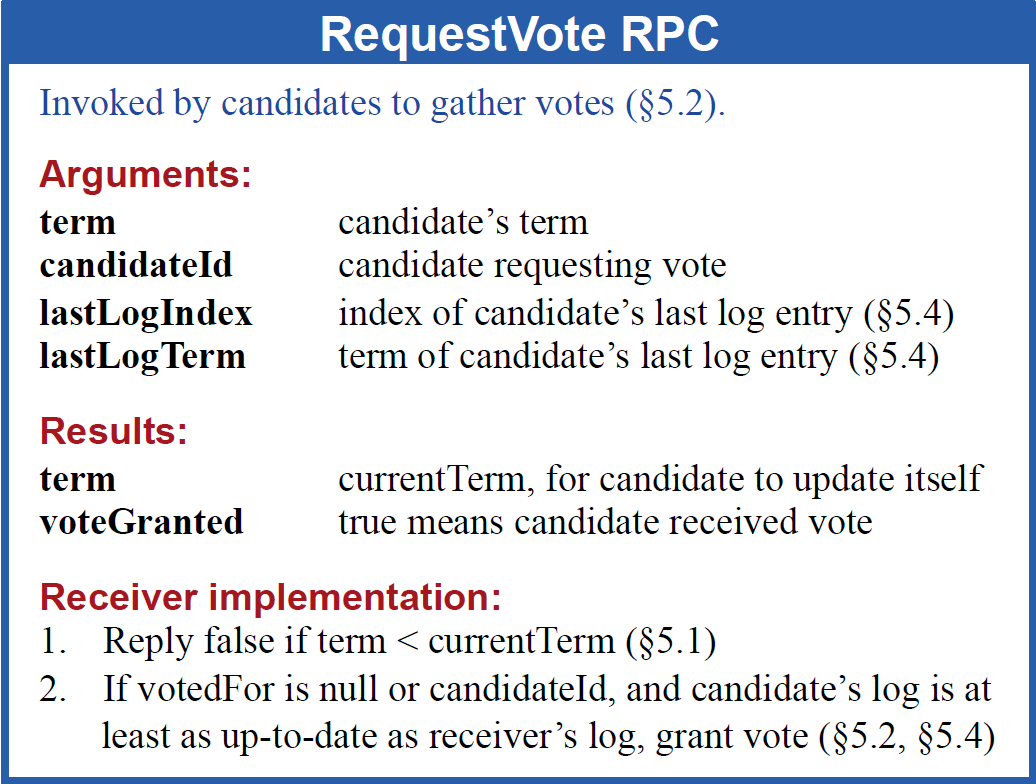 RequestVote RPC
Invoked by candidates to gather votes (§5.2).
Arguments:
term candidate’s term
candidateId candidate requesting vote
lastLogIndex index of candidate’s last log entry (§5.4)
lastLogTerm term of candidate’s last log entry (§5.4)
Results:
term currentTerm, for candidate to update itself
voteGranted true means candidate received vote
Receiver implementation:
1. Reply false if term < currentTerm (§5.1)
2. If votedFor is null or candidateId, and candidate’s log is at
least as up-to-date as receiver’s log, grant vote (§5.2, §5.4)